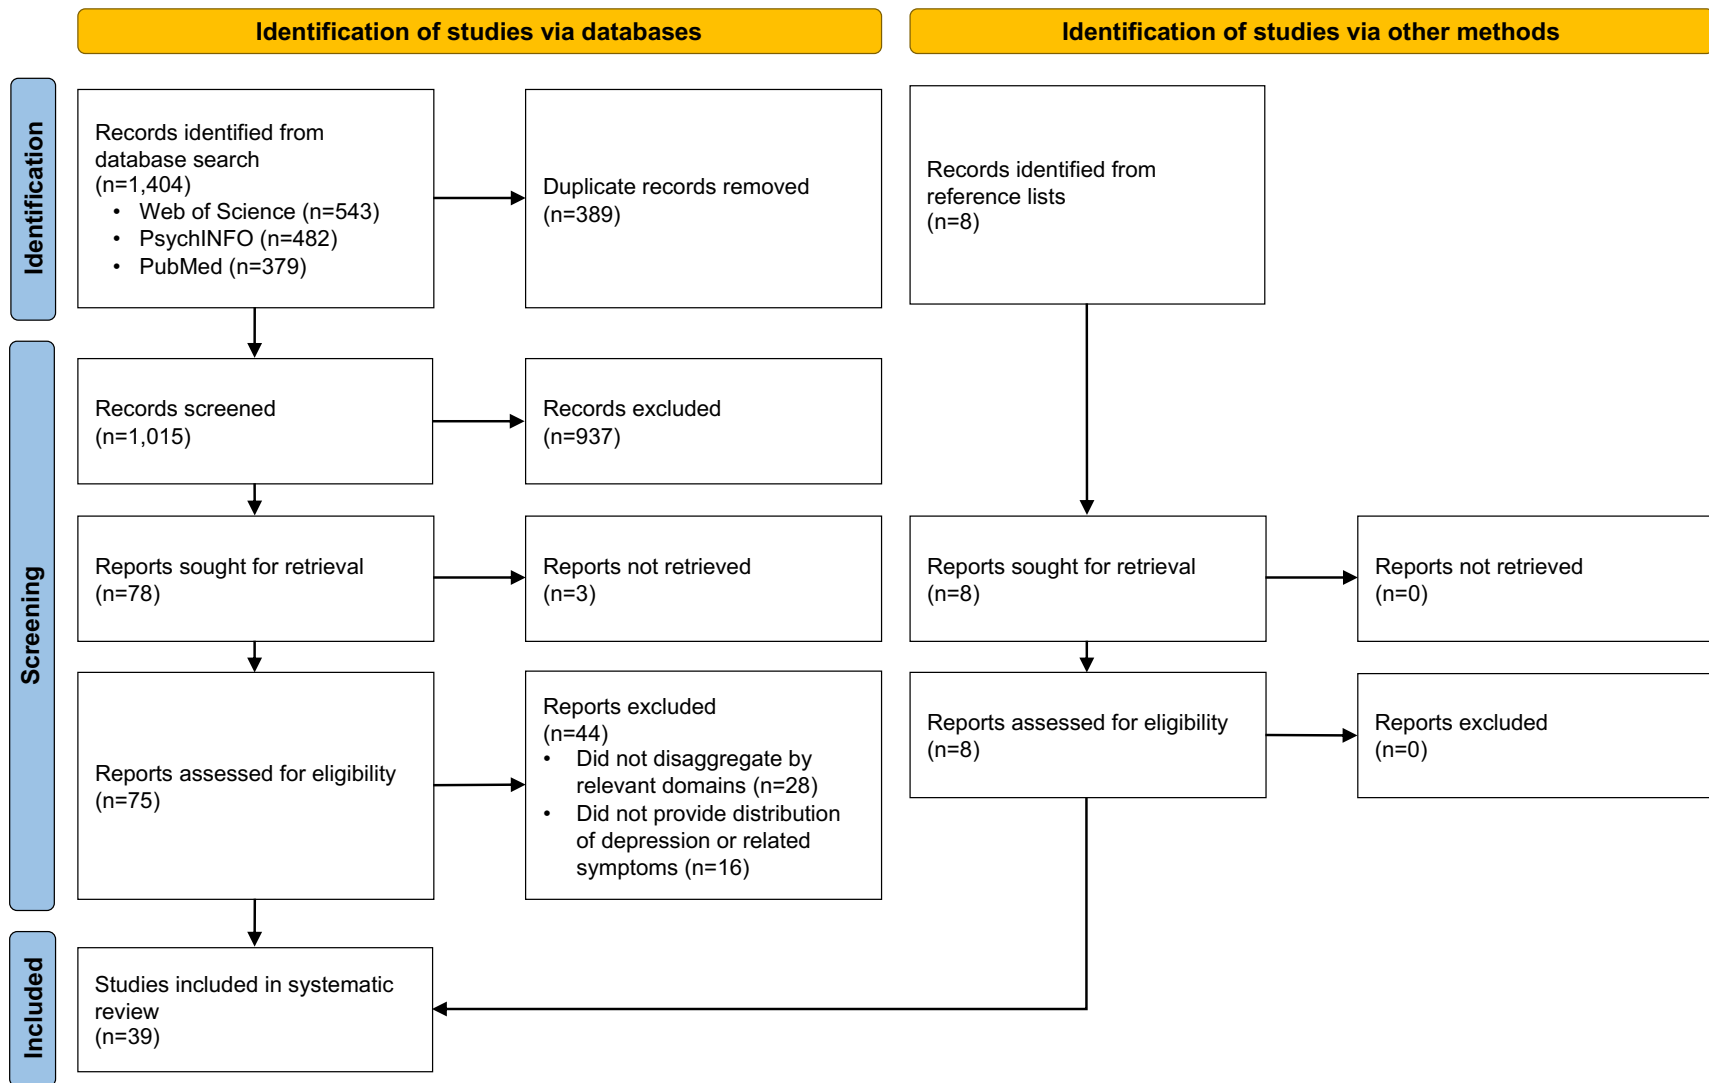 Identification of studies via databases
Identification of studies via other methods
Identification
Records identified from
database search
(n=1,404)
• Web of Science (n=543)
• PsychINFO (n=482)
• PubMed (n=379)
Duplicate records removed
(n=389)
Records identified from
reference lists
(n=8)
Screening
Records screened
(n=1,015)
Records excluded
(n=937)
Reports sought for retrieval
(n=78)
Reports not retrieved
(n=3)
Reports sought for retrieval
(n=8)
Reports not retrieved
(n=0)
Reports assessed for eligibility
(n=75)
Reports excluded
(n=44)
• Did not disaggregate by
relevant domains (n=28)
• Did not provide distribution
of depression or related
symptoms (n=16)
Reports assessed for eligibility
(n=8)
Reports excluded
(n=0)
Included
Studies included in systematic
review
(n=39)